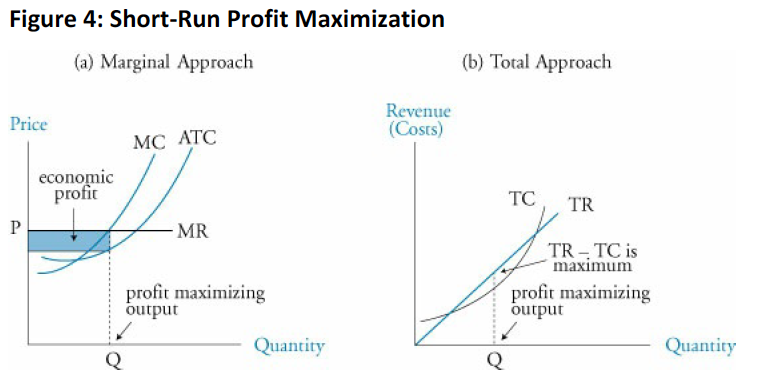 Figure 4: Short-Run Profit Maximization
(a) Marginal Approach
Price
MC ATC
economic
profit
P
MR
profit maximizing
output
Quantity
Q
(b) Total Approach
Revenue
(Costs)
TC
TR
TR – TC is
maximum
profit maximizing
output
Quantity
Q